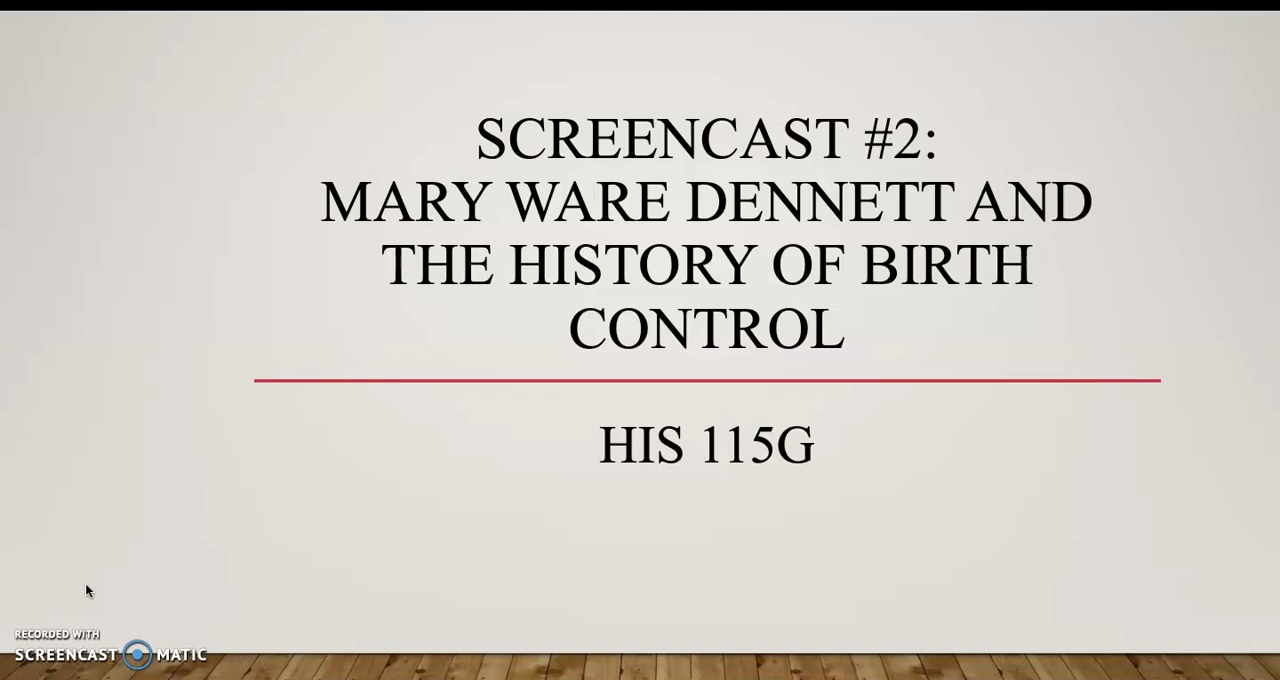 SCREENCAST #2:
MARY WARE DENNETT AND
THE HISTORY OF BIRTH
CONTROL
HIS 115G
RECORDED WITH
SCREENCAST MATIC